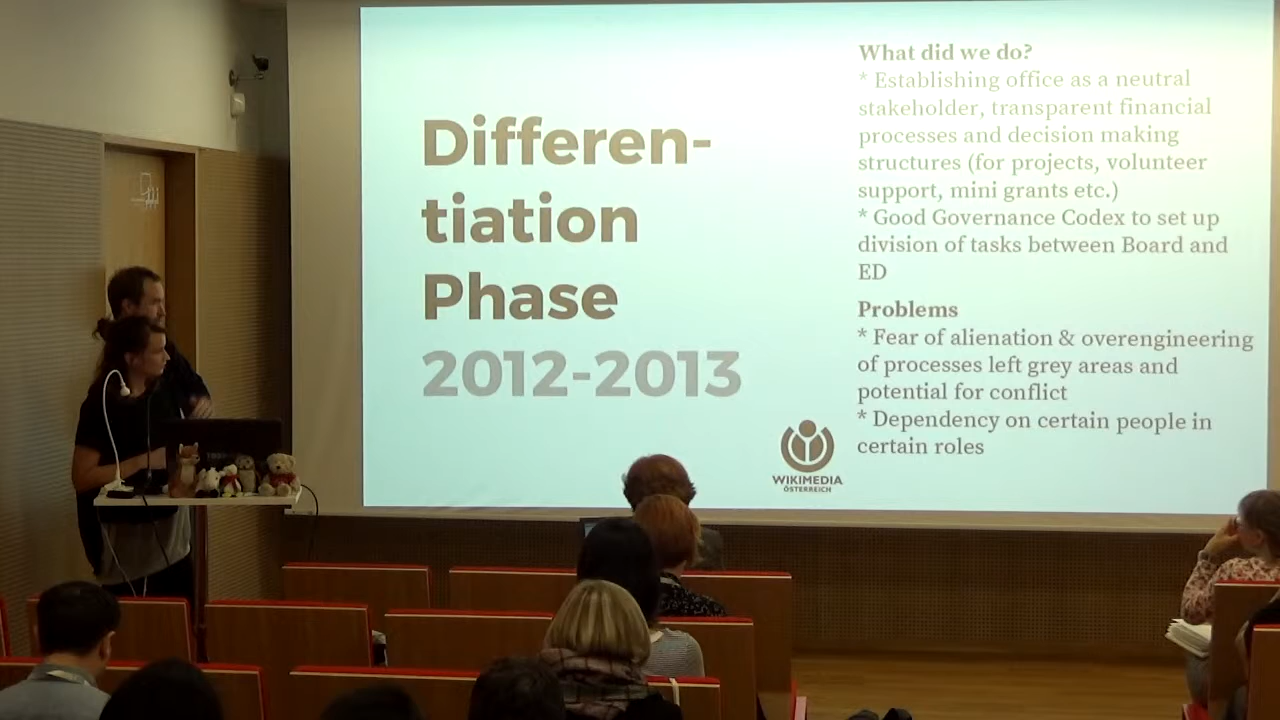 Differen-
tiation
Phase
2012-2013
What did we do?
* Establishing office as a neutral
stakeholder, transparent financial
processes and decision making
structures (for projects, volunteer
support, mini grants etc.)
* Good Governance Codex to set up
division of tasks between Board and
ED
Problems
* Fear of alienation & overengineering
of processes left grey areas and
potential for conflict
* Dependency on certain people in
certain roles
WIKIMEDIA
ÖSTERREICH